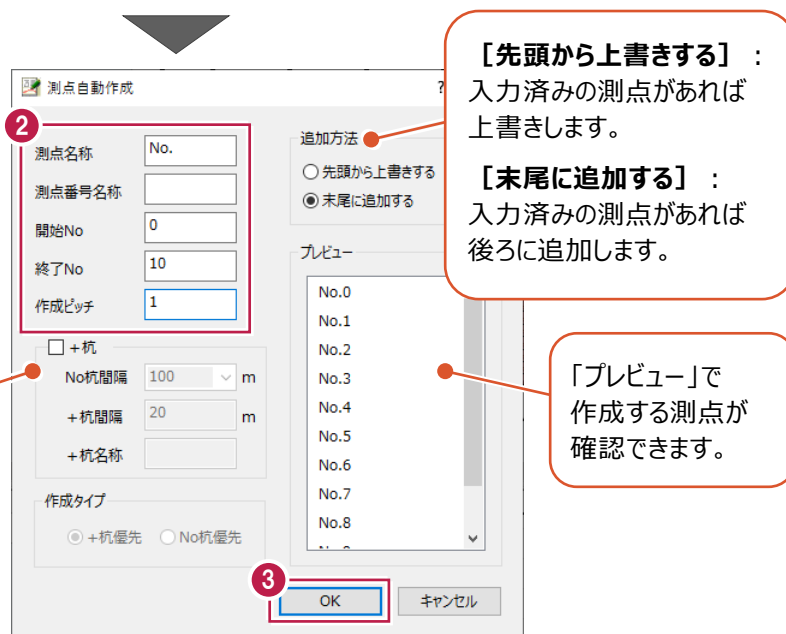 ［先頭から上書きする］：
入力済みの測点があれば
上書きします。
［末尾に追加する］：
入力済みの測点があれば
後ろに追加します。
測点自動作成
?
2
測点名称 No.
測点番号名称
開始No 0
終了No 10
作成ピッチ 1
追加方法
先頭から上書きする
末尾に追加する
プレビュー
No.0
No.1
No.2
No.3
No.4
No.5
No.6
No.7
No.8
+杭
No杭間隔 100 m
+杭間隔 20 m
+杭名称
作成タイプ
+杭優先 No杭優先
「プレビュー」で
作成する測点が
確認できます。
3
OK キャンセル